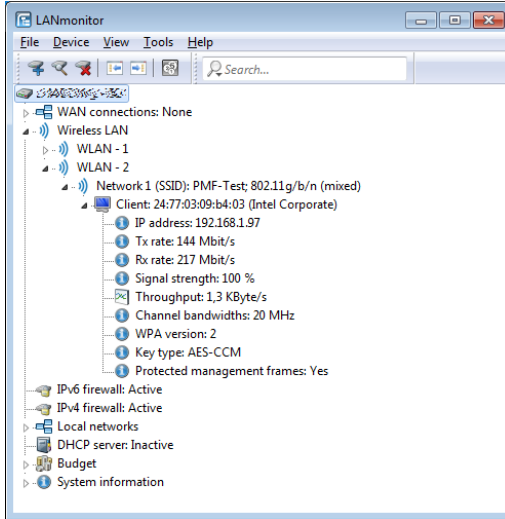 LANmonitor
File Device View Tools Help
Search...
WAN connections: None
Wireless LAN
WLAN - 1
WLAN - 2
Network 1 (SSID): PMF-Test; 802.11g/b/n (mixed)
Client: 24:77:03:09:b4:03 (Intel Corporate)
IP address: 192.168.1.97
Tx rate: 144 Mbit/s
Rx rate: 217 Mbit/s
Signal strength: 100 %
Throughput: 1,3 KByte/s
Channel bandwidths: 20 MHz
WPA version: 2
Key type: AES-CCM
Protected management frames: Yes
IPv6 firewall: Active
IPv4 firewall: Active
Local networks
DHCP server: Inactive
Budget
System information